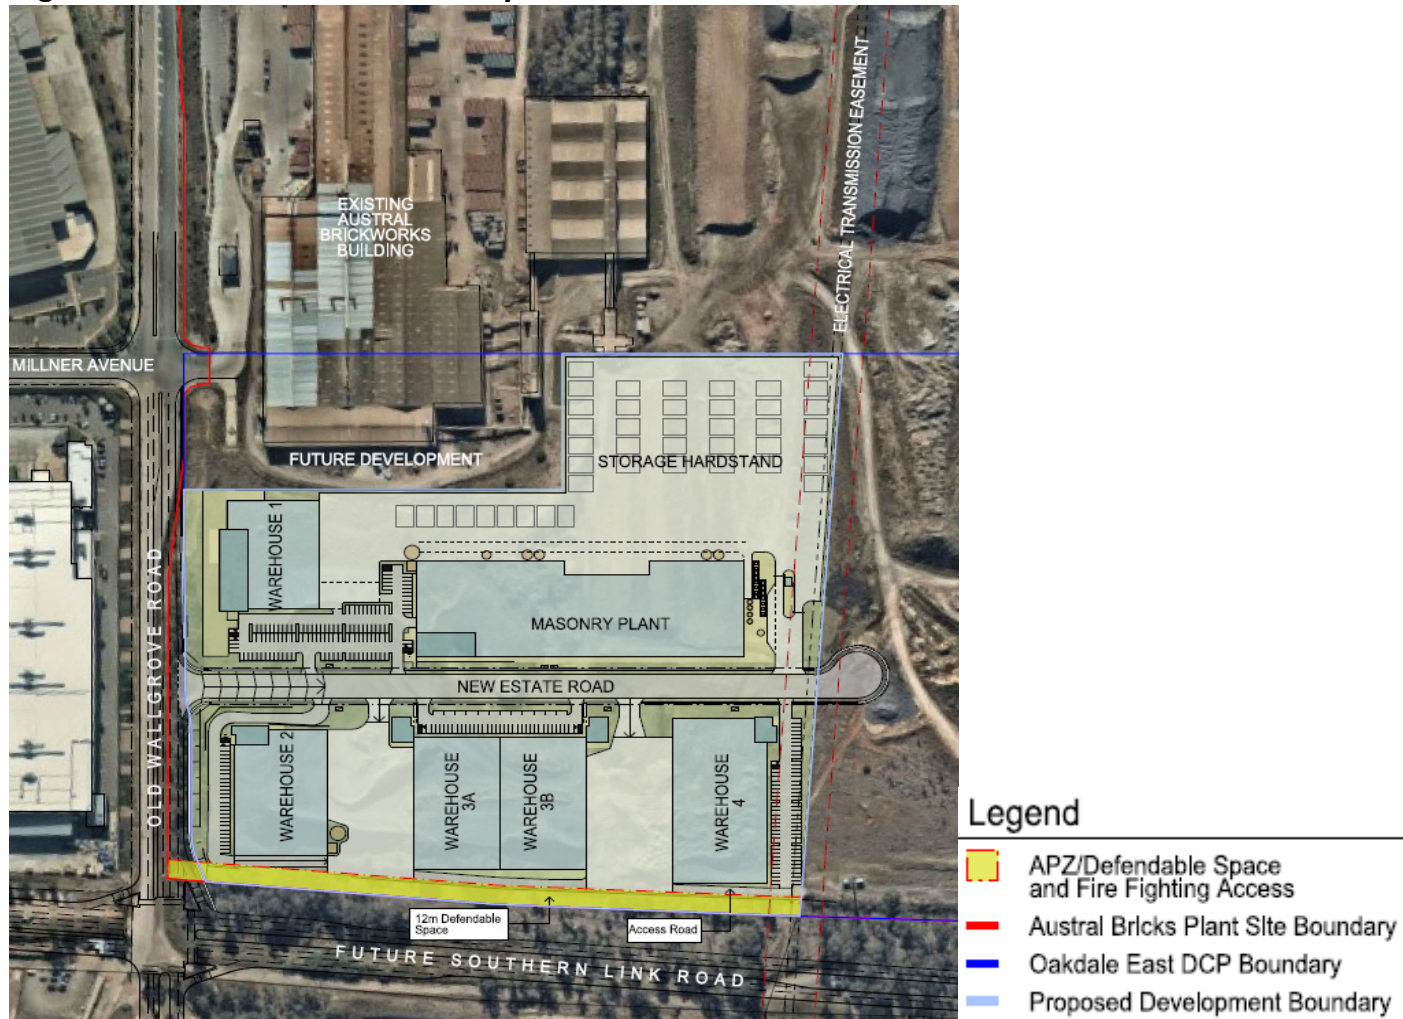 EXISTING
AUSTRAL
BRICKWORKS
BUILDING
ELECTRICAL TRANSMISSION EASEMENT
MILLNER AVENUE
FUTURE DEVELOPMENT
STORAGE HARDSTAND
WAREHOUSE 1
MASONRY PLANT
OLD WALLGROVE ROAD
NEW ESTATE ROAD
WAREHOUSE 2
WAREHOUSE
3A
WAREHOUSE
3B
WAREHOUSE
4
12m Defendable
Space
Access Road
FUTURE SOUTHERN LINK ROAD
Legend
APZ/Defendable Space
and Fire Fighting Access
Austral Bricks Plant Site Boundary
Oakdale East DCP Boundary
Proposed Development Boundary